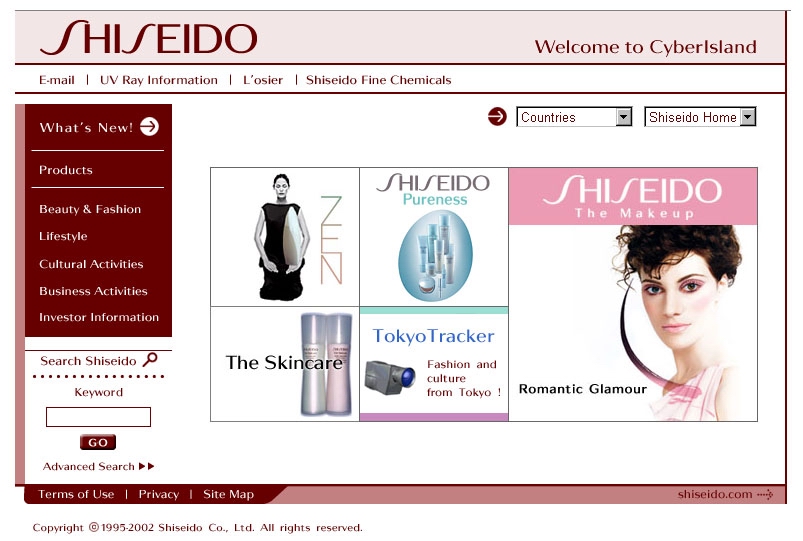 SHISEIDO
Welcome to CyberIsland
E-mail | UV Ray Information | L'osier | Shiseido Fine Chemicals
What's New!
Countries
Shiseido Home
Products
Beauty & Fashion
Lifestyle
Cultural Activities
Business Activities
Investor Information
ZEN
SHISEIDO
Pureness
SHISEIDO
The Makeup
The Skincare
TokyoTracker
Fashion and
culture
from Tokyo !
Romantic Glamour
Search Shiseido
Keyword
GO
Advanced Search
Terms of Use | Privacy | Site Map
shiseido.com
Copyright ©1995-2002 Shiseido Co., Ltd. All rights reserved.